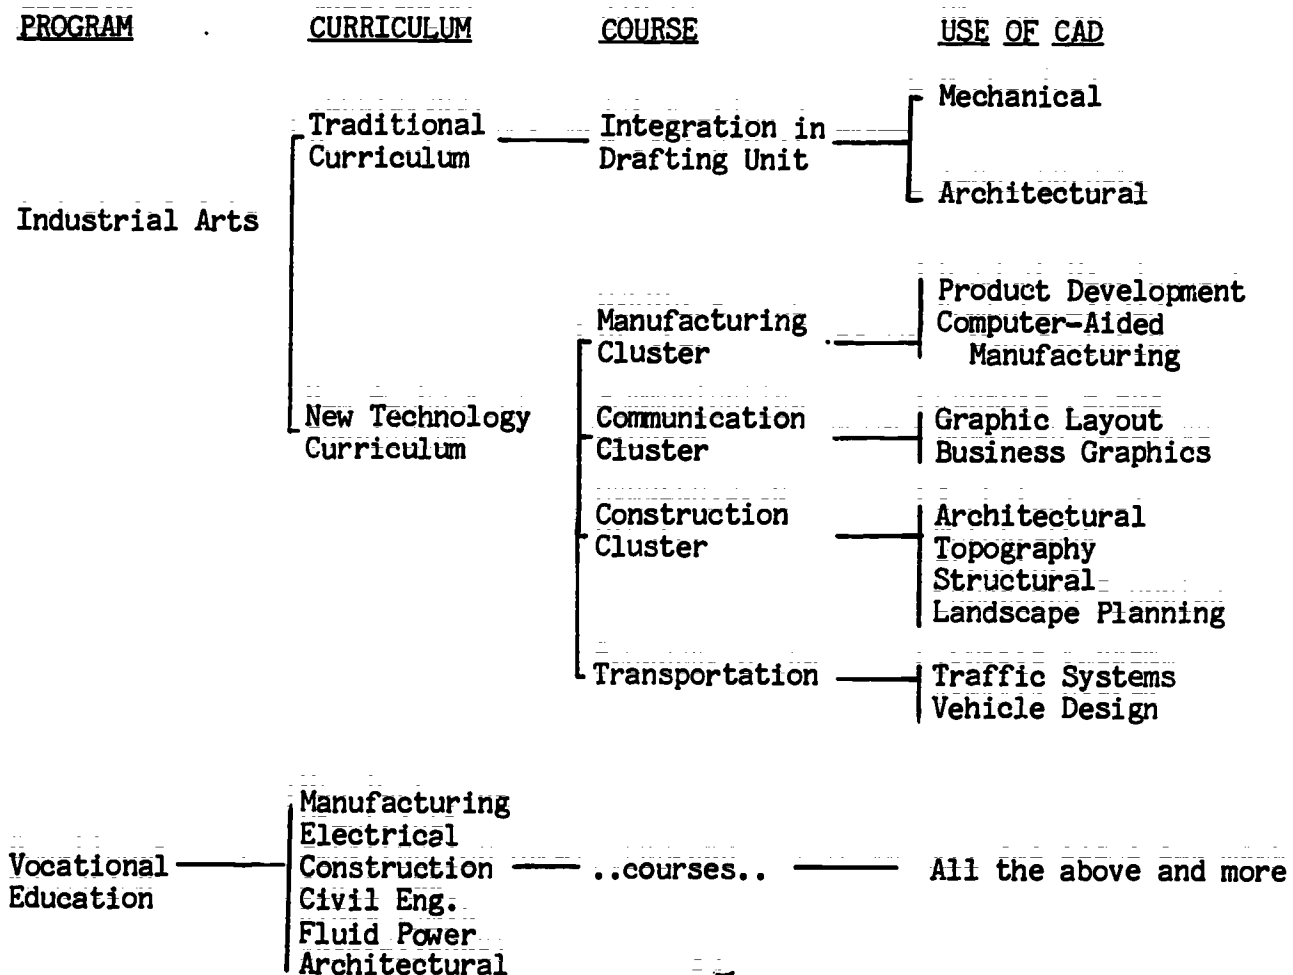 PROGRAM CURRICULUM COURSE USE OF CAD
Mechanical
Traditional Integration in
Curriculum Drafting Unit
Architectural
Industrial Arts
Product Development
Manufacturing Computer-Aided
Cluster Manufacturing
New Technology Communication Graphic Layout
Curriculum Cluster Business Graphics
Construction Architectural
Cluster Topography
Structural
Landscape Planning
Transportation Traffic Systems
Vehicle Design
Manufacturing
Electrical
Vocational Construction ..courses.. All the above and more
Education Civil Eng.
Fluid Power
Architectural